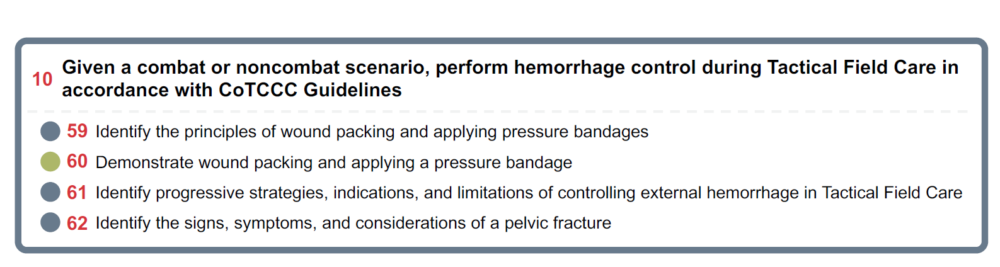 10 Given a combat or noncombat scenario, perform hemorrhage control during Tactical Field Care in
accordance with CoTCCC Guidelines
59 Identify the principles of wound packing and applying pressure bandages
60 Demonstrate wound packing and applying a pressure bandage
61 Identify progressive strategies, indications, and limitations of controlling external hemorrhage in Tactical Field Care
62 Identify the signs, symptoms, and considerations of a pelvic fracture